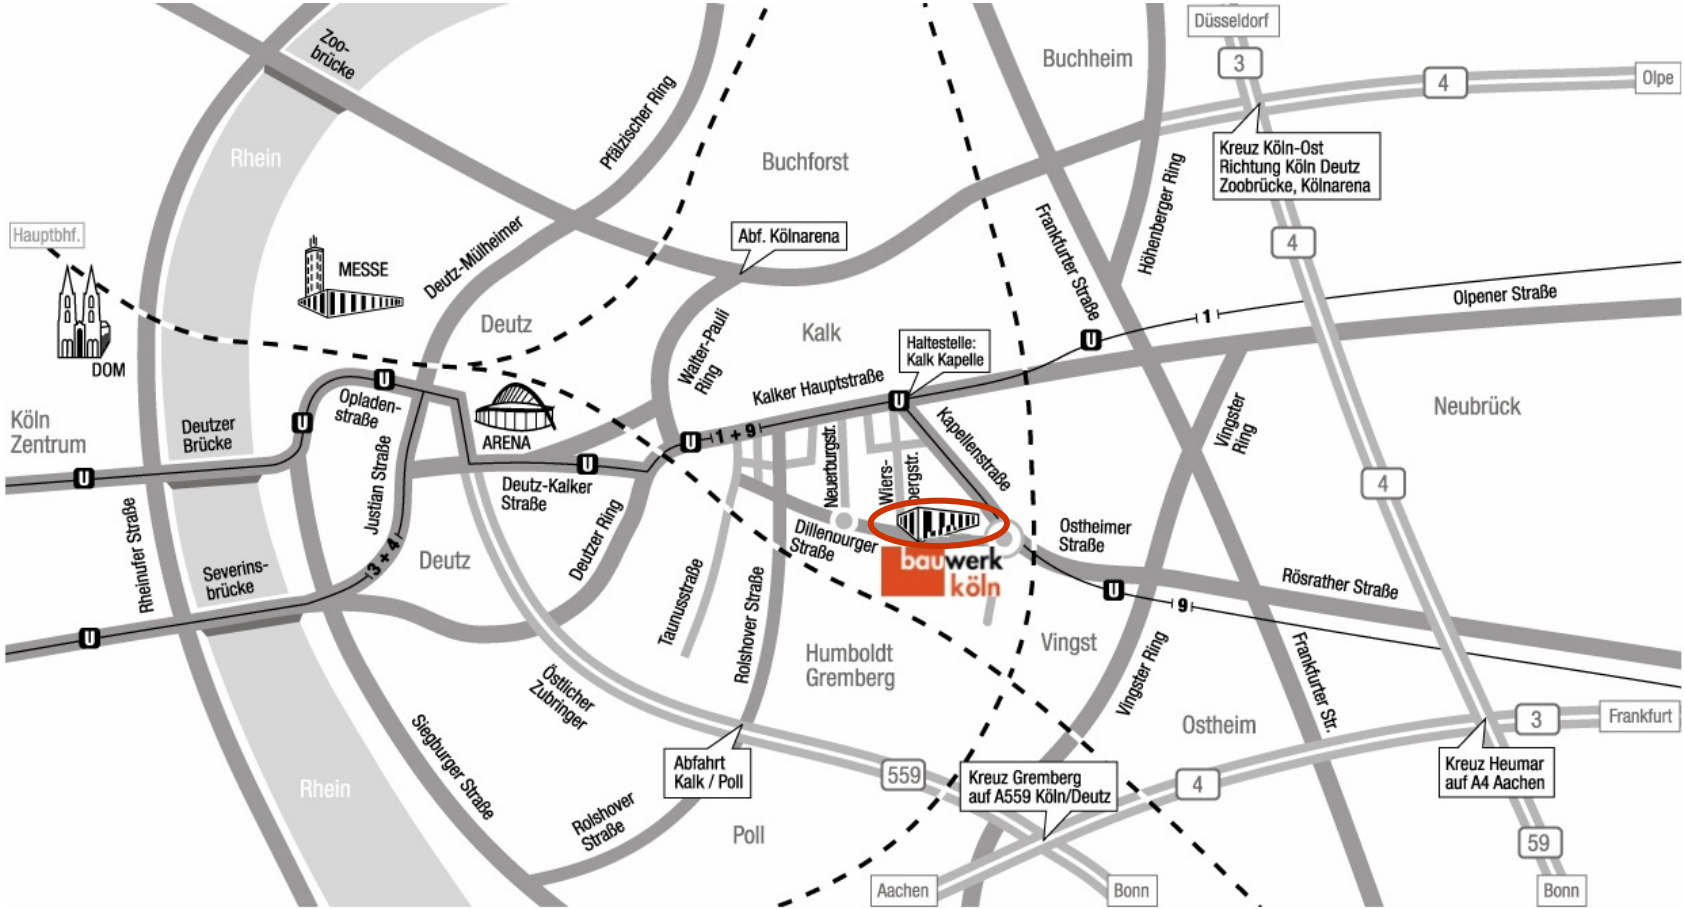 Düsseldorf
3
4
Olpe
Zoo-
brücke
Buchheim
Pfälzischer Ring
Rhein
Buchforst
Kreuz Köln-Ost
Richtung Köln Deutz
Zoobrücke, Kölnarena
Höhenberger Ring
Frankfurter Straße
Hauptbhf.
Abf. Kölnarena
4
MESSE
Deutz-Mülheimer
DOM
Deutz
Walter-Pauli
Ring
Kalk
Haltestelle:
Kalk Kapelle
U
1
Olpener Straße
U
Opladen-
straße
Kalker Hauptstraße
U
Köln
Zentrum
Deutzer
Brücke
U
ARENA
U
1 + 9
Kapellenstraße
Vingster
Ring
Neubrück
U
Justian Straße
U
Deutz-Kalker
Straße
Neuerburgstr.
Wiers-
bergstr.
4
Rheinufer Straße
Deutzer Ring
Dillenburger
Straße
Ostheimer
Straße
3 + 4
Deutz
Severins-
brücke
bauwerk
köln
U
9
Rösrather Straße
Taunusstraße
Rolshover Straße
U
Humboldt
Gremberg
Vingst
Vingster Ring
Frankfurter Str.
Östlicher
Zubringer
Siegburger Straße
Ostheim
3
Frankfurt
Abfahrt
Kalk / Poll
559
Kreuz Gremberg
auf A559 Köln/Deutz
4
Kreuz Heumar
auf A4 Aachen
Rhein
Rolshover
Straße
Poll
59
Aachen
Bonn
Bonn